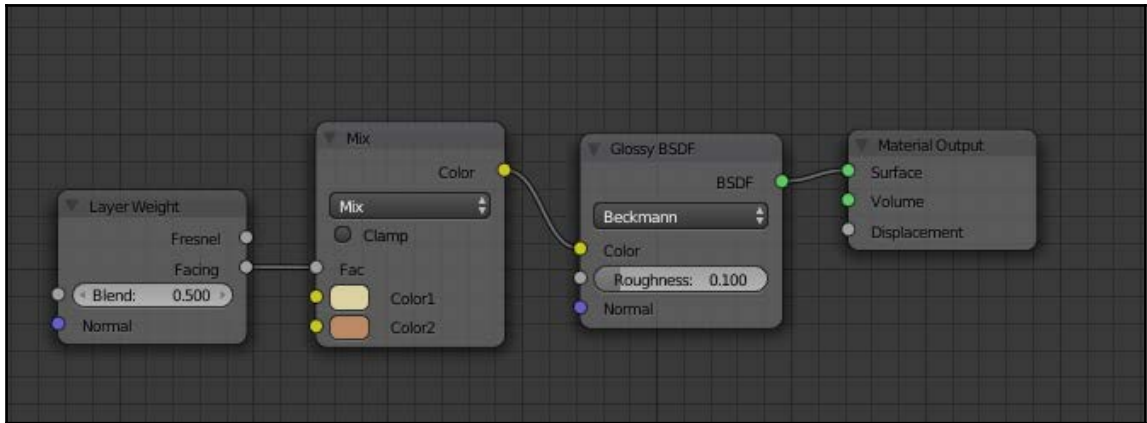 Layer Weight
Fresnel
Facing
Blend: 0.500
Normal
Mix
Color
Mix
Clamp
Fac
Color1
Color2
Glossy BSDF
BSDF
Beckmann
Color
Roughness: 0.100
Normal
Material Output
Surface
Volume
Displacement